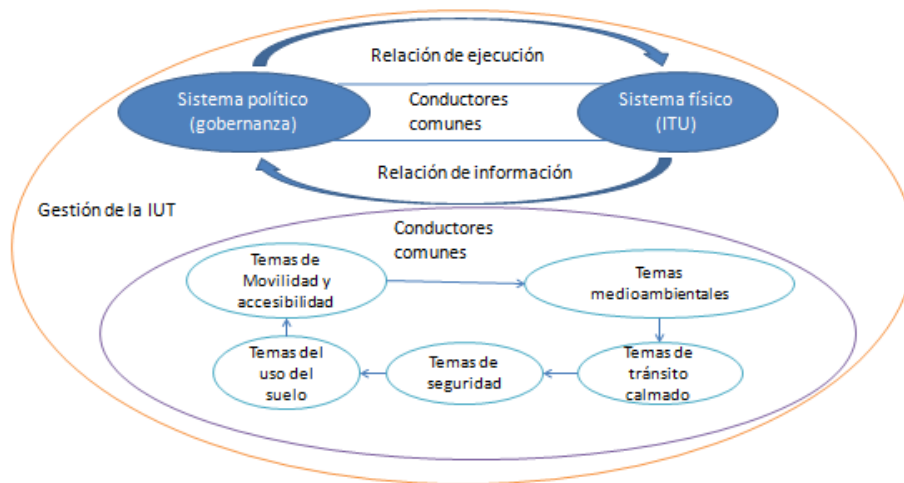 Relación de ejecución
Sistema político
(gobernanza)
Conductores
comunes
Sistema físico
(ITU)
Relación de información
Gestión de la IUT
Conductores
comunes
Temas de
Movilidad y
accesibilidad
Temas
medioambientales
Temas del
uso del
suelo
Temas de
seguridad
Temas de
tránsito
calmado